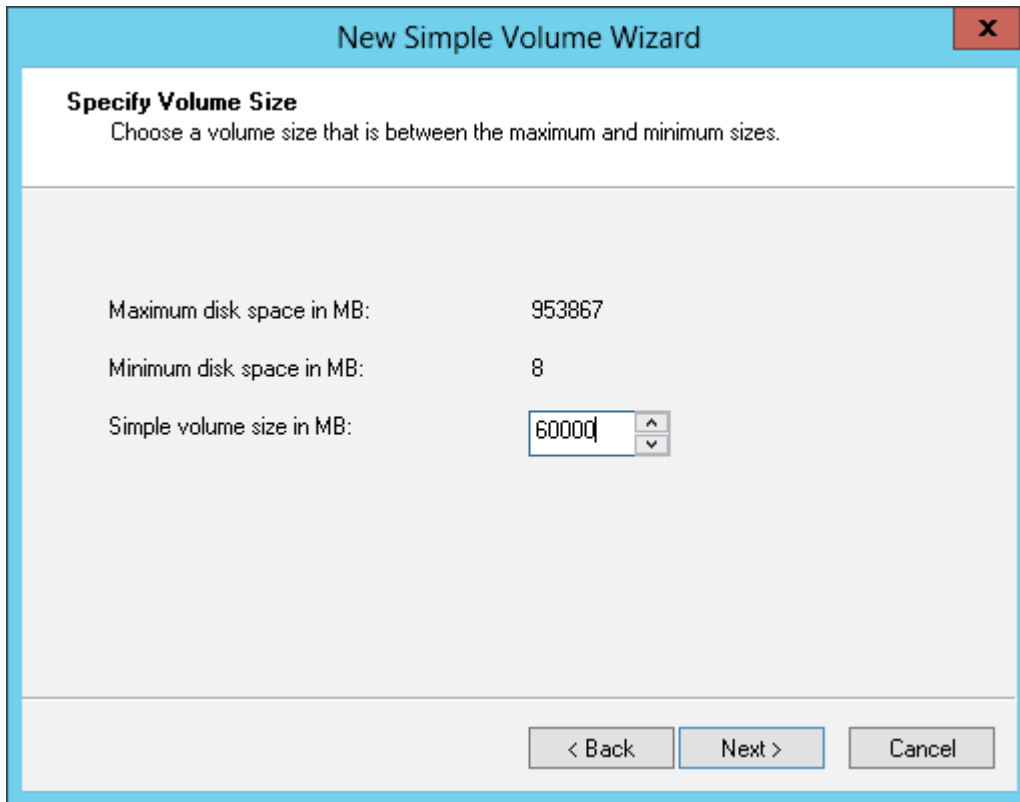 New Simple Volume Wizard
x
Specify Volume Size
Choose a volume size that is between the maximum and minimum sizes.
Maximum disk space in MB: 953867
Minimum disk space in MB: 8
Simple volume size in MB: 60000
< Back Next > Cancel